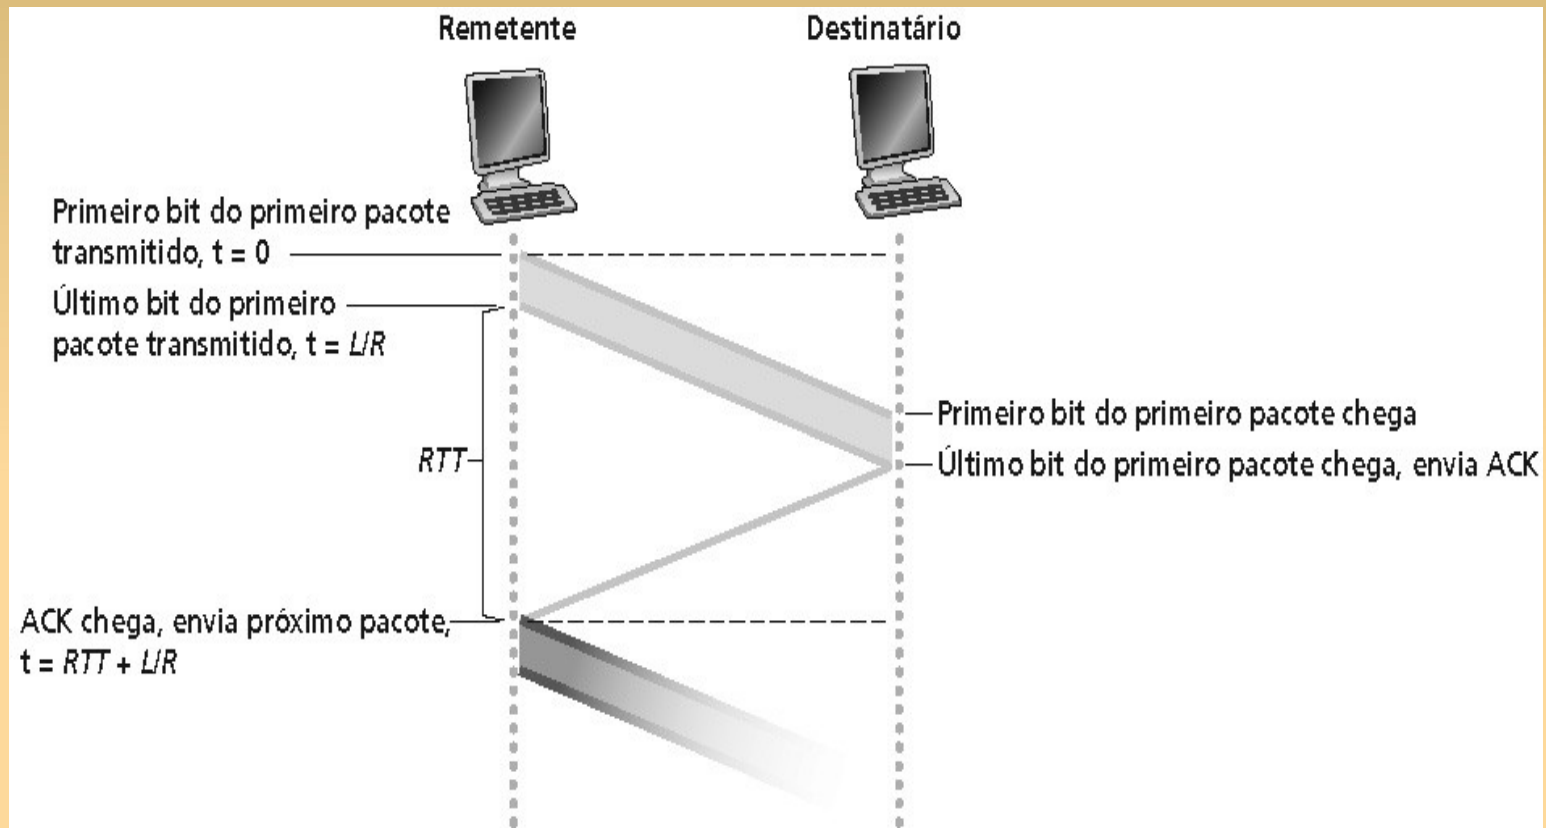 Remetente
Destinatário
Primeiro bit do primeiro pacote
transmitido, t = 0
Último bit do primeiro
pacote transmitido, t = L/R
Primeiro bit do primeiro pacote chega
Último bit do primeiro pacote chega, envia ACK
RTT
ACK chega, envia próximo pacote,
t = RTT + L/R